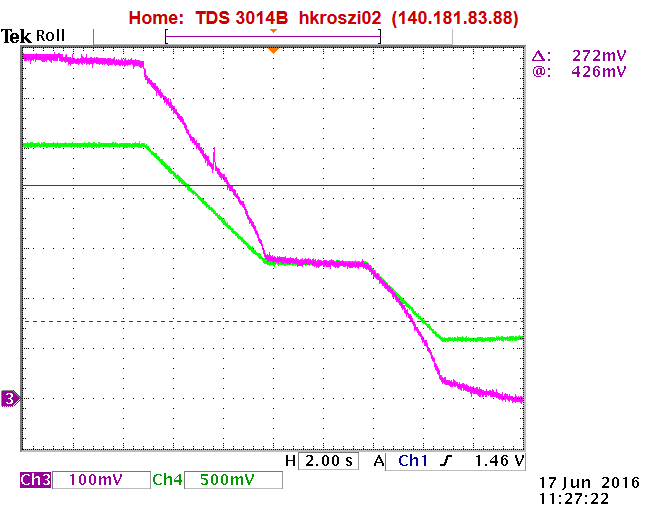 Home: TDS 3014B hkroszi02 (140.181.83.88)
Tek Roll
Δ: 272mV
@: 426mV
3
H 2.00 s A Ch1 1.46 V
Ch3 100mV Ch4 500mV
17 Jun 2016
11:27:22